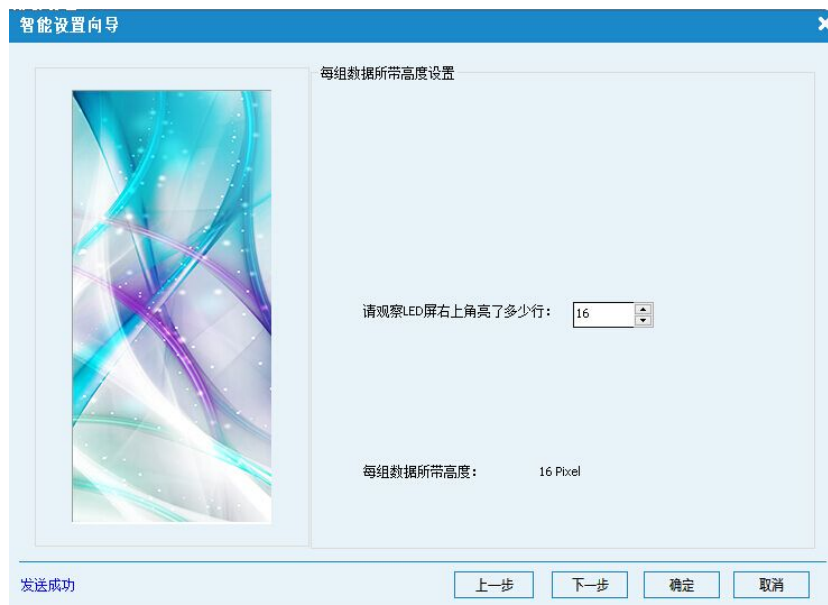 智能设置向导
每组数据所带高度设置
请观察LED屏右上角亮了多少行： 16
每组数据所带高度： 16 Pixel
发送成功 上一步 下一步 确定 取消